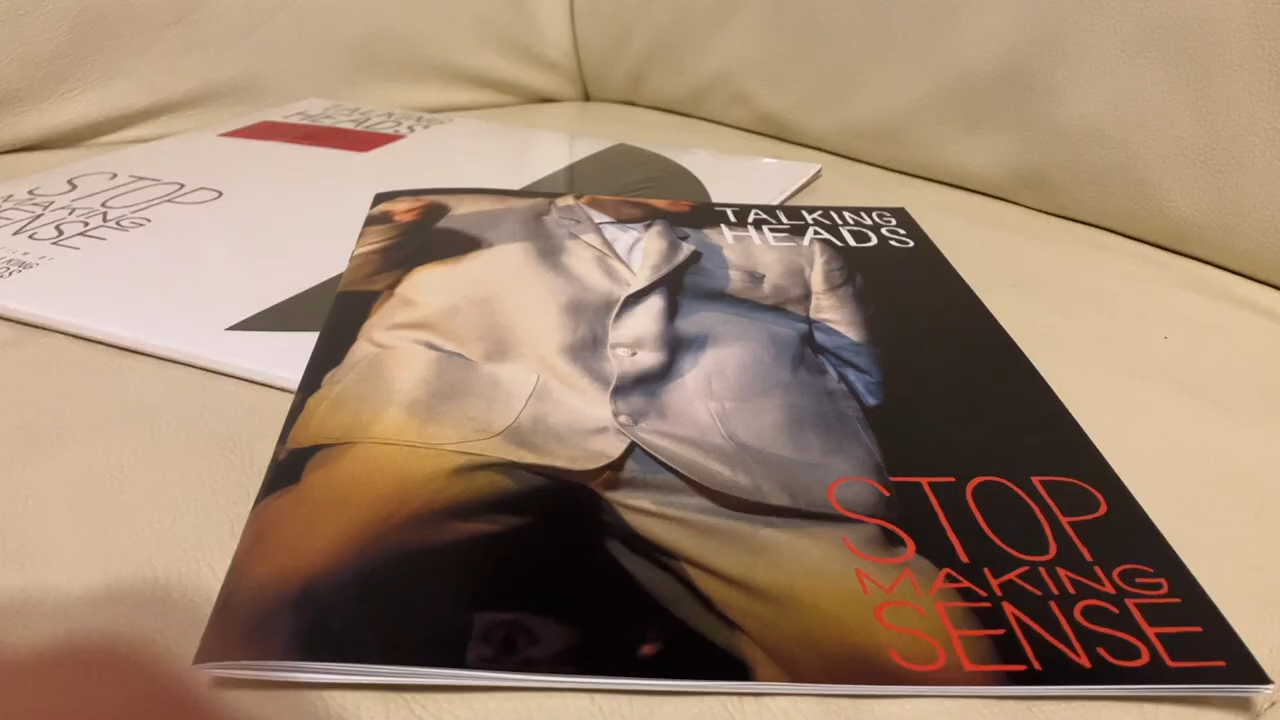 TALKING
HEADS
STOP
MAKING
SENSE
TALKING
HEADS
STOP
MAKING
SENSE